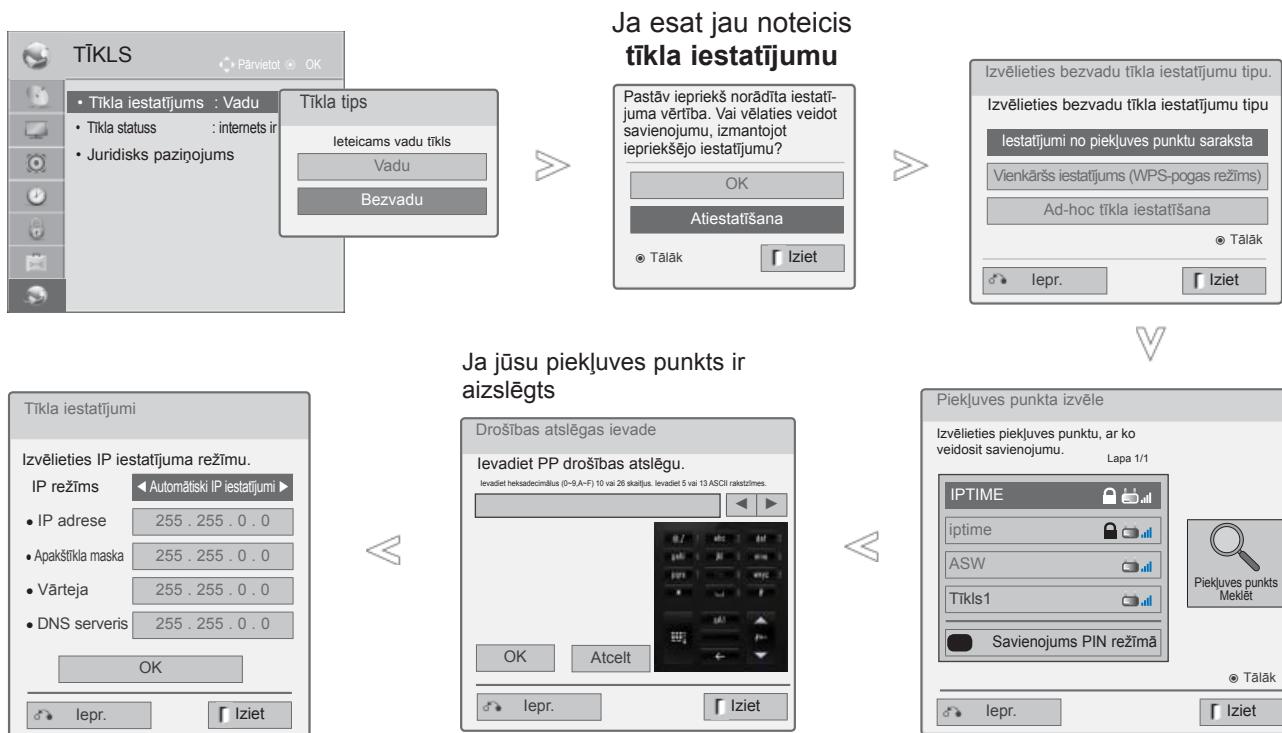 TĪKLS
Pārvietot OK
• Tīkla iestatījums : Vadu
• Tīkla statuss : internets ir
• Juridisks paziņojums
Tīkla tips
Ieteicams vadu tīkls
Vadu
Bezvadu
Ja esat jau noteicis
tīkla iestatījumu
Pastāv iepriekš norādīta iestatī-
juma vērtība. Vai vēlaties veidot
savienojumu, izmantojot
iepriekšējo iestatījumu?
OK
Atiestatīšana
Tālāk
Iziet
Izvēlieties bezvadu tīkla iestatījumu tipu.
Izvēlieties bezvadu tīkla iestatījumu tipu
Iestatījumi no piekļuves punktu saraksta
Vienkāršs iestatījums (WPS-pogas režīms)
Ad-hoc tīkla iestatīšana
Tālāk
Iepr.
Iziet
Piekļuves punkta izvēle
Izvēlieties piekļuves punktu, ar ko
veidosit savienojumu.
Lapa 1/1
IPTIME
iptime
ASW
Tīkls1
Savienojums PIN režīmā
Piekļuves punkts
Meklēt
Tālāk
Iepr.
Iziet
Ja jūsu piekļuves punkts ir
aizslēgts
Drošības atslēgas ievade
Ievadiet PP drošības atslēgu.
Ievadiet heksadecimālus (0~9,A~F) 10 vai 26 skaitļus. Ievadiet 5 vai 13 ASCII rakstzīmes.
OK
Atcelt
Iepr.
Iziet
Tīkla iestatījumi
Izvēlieties IP iestatījuma režīmu.
IP režīms ◀ Automātiski IP iestatījumi ▶
• IP adrese 255 . 255 . 0 . 0
• Apakštīkla maska 255 . 255 . 0 . 0
• Vārteja 255 . 255 . 0 . 0
• DNS serveris 255 . 255 . 0 . 0
OK
Iepr.
Iziet